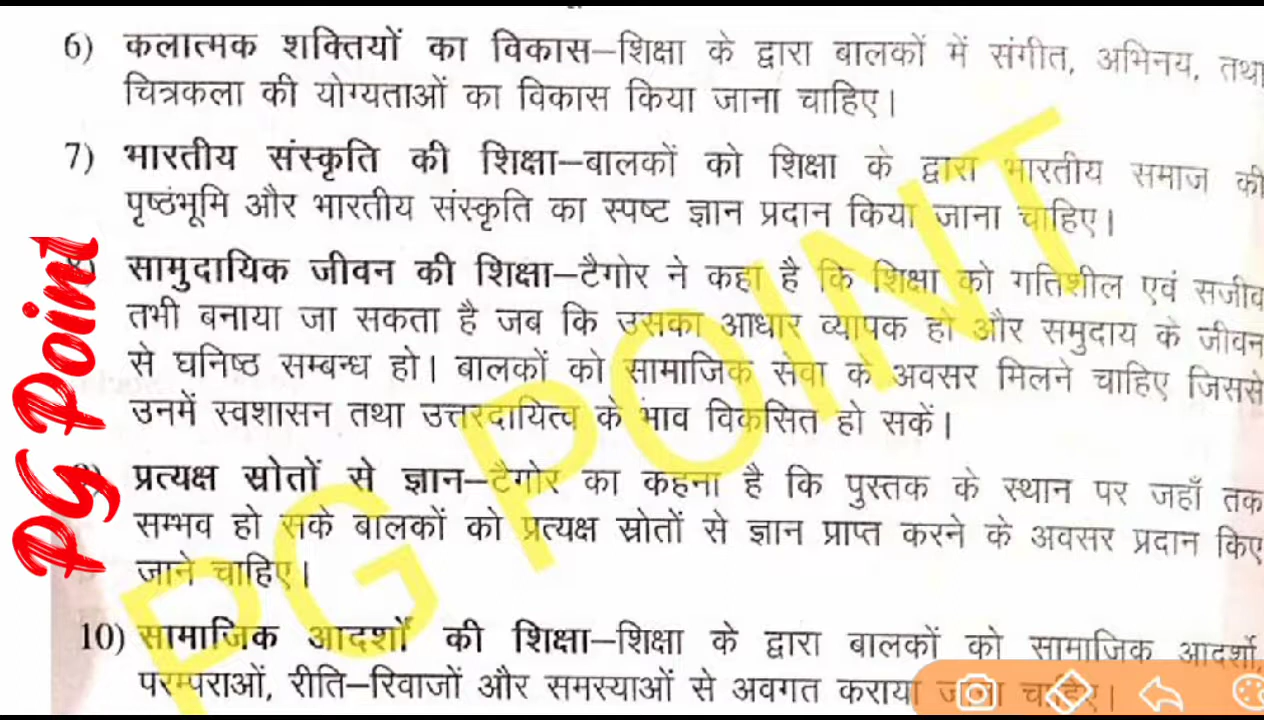 6) कलात्मक शक्तियों का विकास–शिक्षा के द्वारा बालकों में संगीत, अभिनय, तथा
चित्रकला की योग्यताओं का विकास किया जाना चाहिए।
7) भारतीय संस्कृति की शिक्षा–बालकों को शिक्षा के द्वारा भारतीय समाज की
पृष्ठंभूमि और भारतीय संस्कृति का स्पष्ट ज्ञान प्रदान किया जाना चाहिए।
सामुदायिक जीवन की शिक्षा–टैगोर ने कहा है कि शिक्षा को गतिशील एवं सजीव
तभी बनाया जा सकता है जब कि उसका आधार व्यापक हो और समुदाय के जीवन
से घनिष्ठ सम्बन्ध हो। बालकों को सामाजिक सेवा के अवसर मिलने चाहिए जिससे
उनमें स्वशासन तथा उत्तरदायित्व के भाव विकसित हो सकें।
प्रत्यक्ष स्रोतों से ज्ञान–टैगोर का कहना है कि पुस्तक के स्थान पर जहाँ तक
सम्भव हो सके बालकों को प्रत्यक्ष स्रोतों से ज्ञान प्राप्त करने के अवसर प्रदान किए
जाने चाहिए।
10) सामाजिक आदर्शों की शिक्षा–शिक्षा के द्वारा बालकों को सामाजिक आदर्शो,
परम्पराओं, रीति–रिवाजों और समस्याओं से अवगत कराया जाना चाहिए।
PG Point
PG POINT